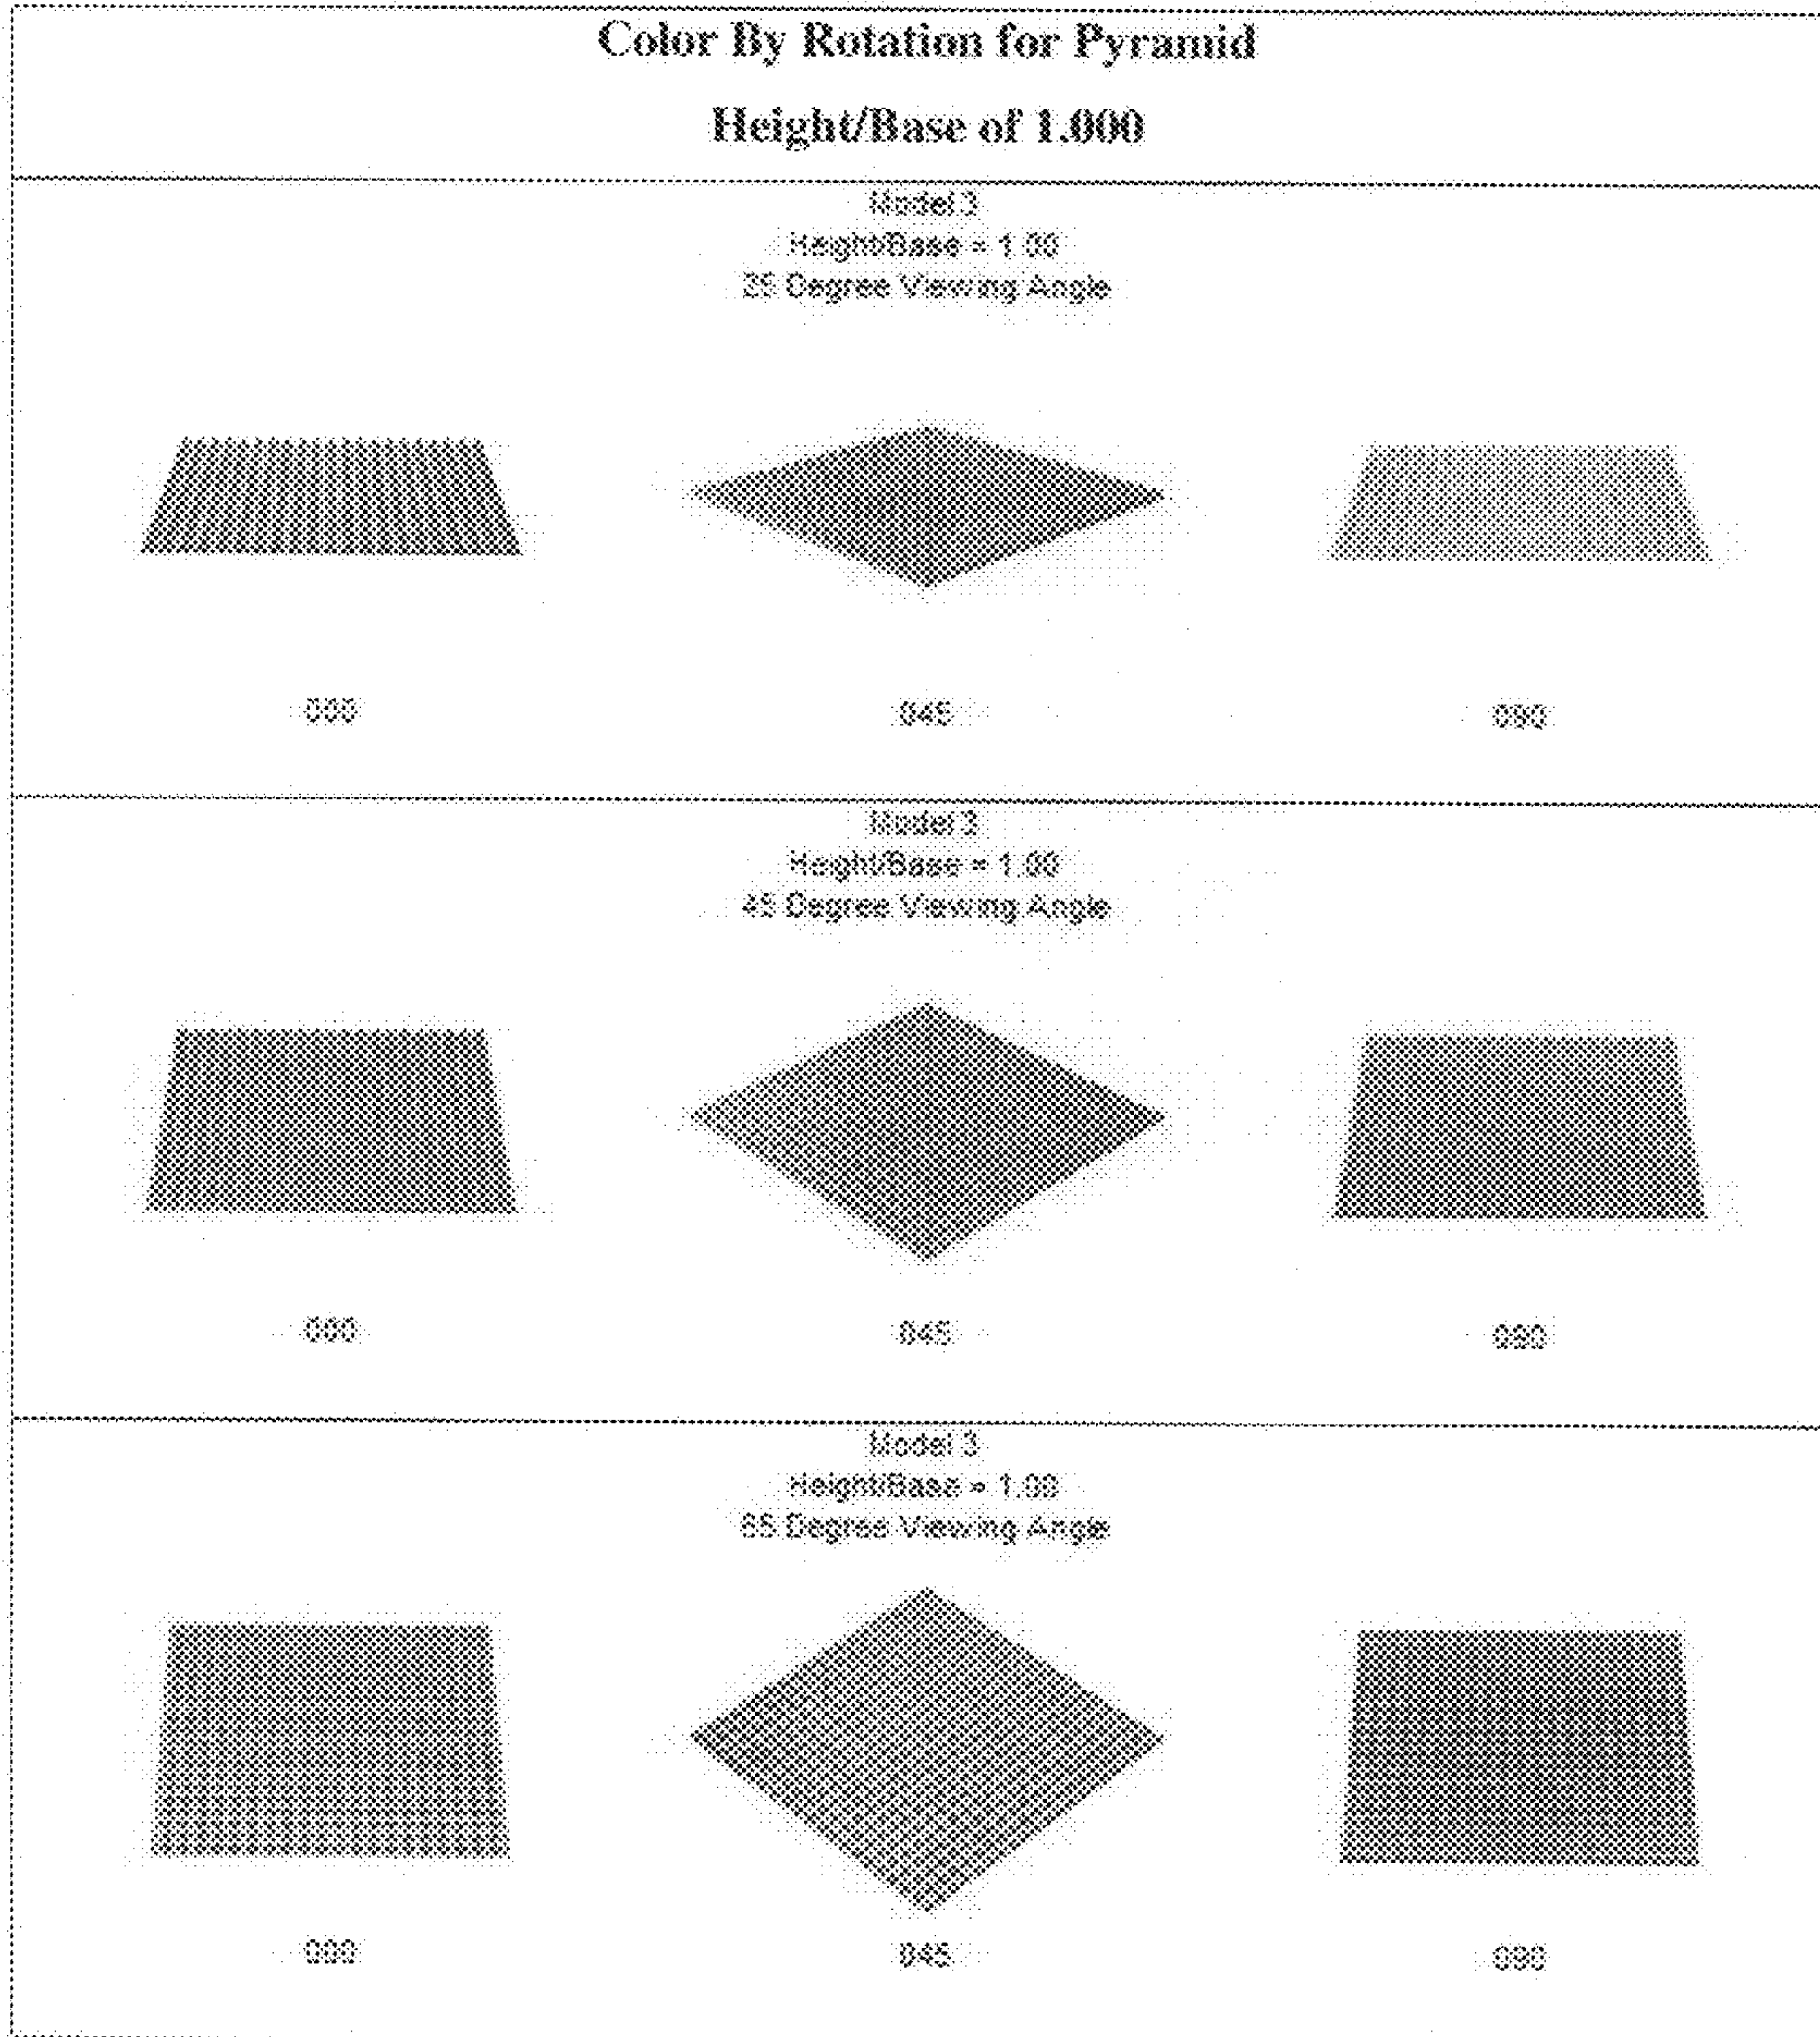 Color By Rotation for Pyramid
Height/Base of 1.000
Model 3
Height/Base = 1.00
25 Degree Viewing Angle
000
045
090
Model 3
Height/Base = 1.00
45 Degree Viewing Angle
000
045
090
Model 3
Height/Base = 1.00
65 Degree Viewing Angle
000
045
090